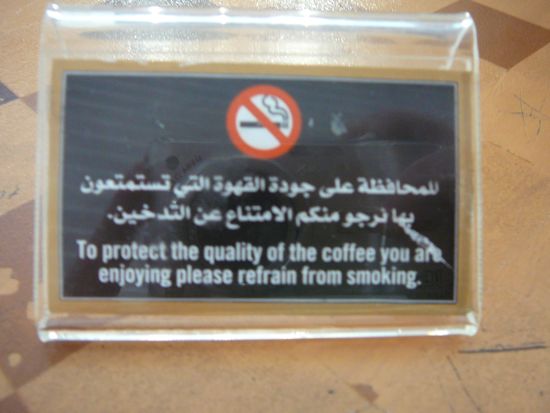 للمحافظة على جودة القهوة التي تستمتعون
بها نرجو منكم الامتناع عن التدخين.
To protect the quality of the coffee you are
enjoying please refrain from smoking.